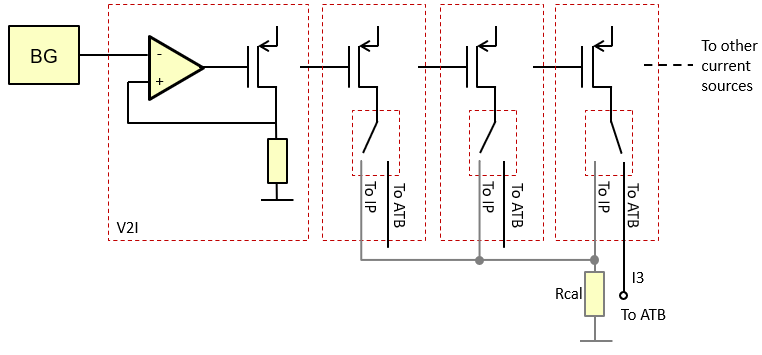 BG
-
+
V2I
To other
current
sources
To IP
To ATB
To IP
To ATB
To IP
To ATB
Rcal
I3
To ATB